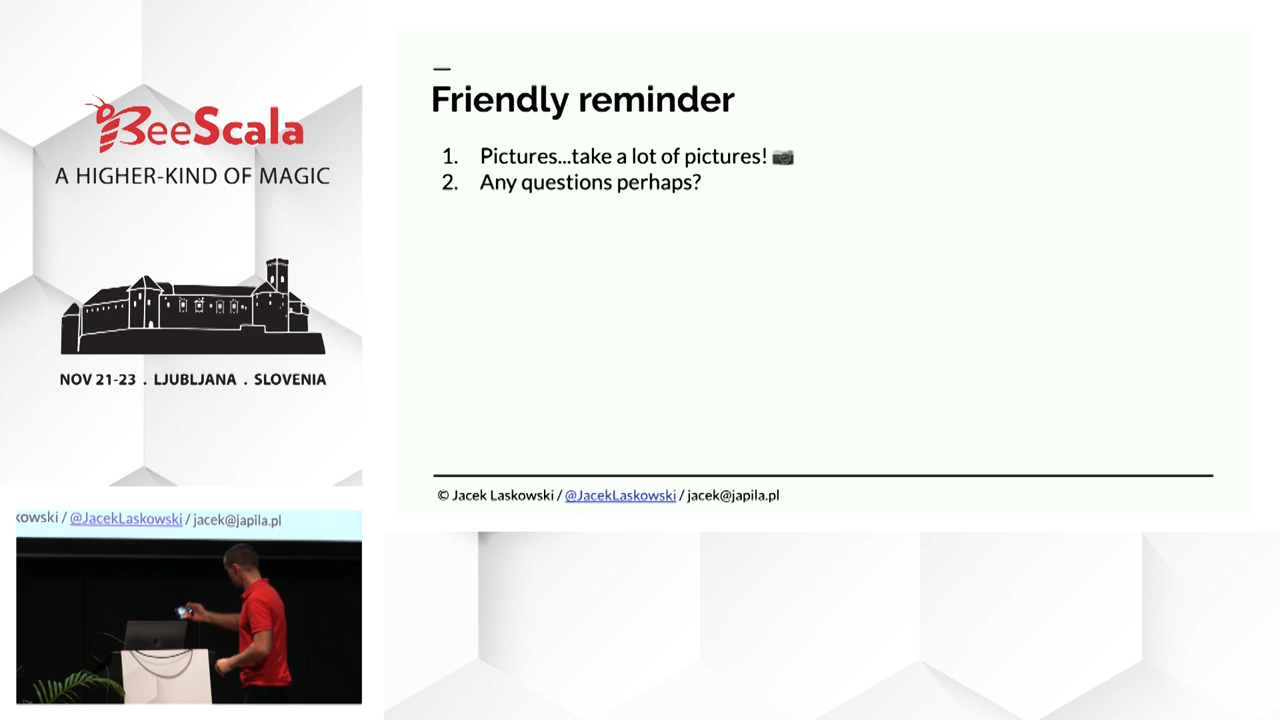 BeeScala
A HIGHER-KIND OF MAGIC
NOV 21-23 . LJUBLJANA . SLOVENIA
Friendly reminder
1. Pictures...take a lot of pictures! 📷
2. Any questions perhaps?
© Jacek Laskowski / @JacekLaskowski / jacek@japila.pl
kowski / @JacekLaskowski / jacek@japila.pl